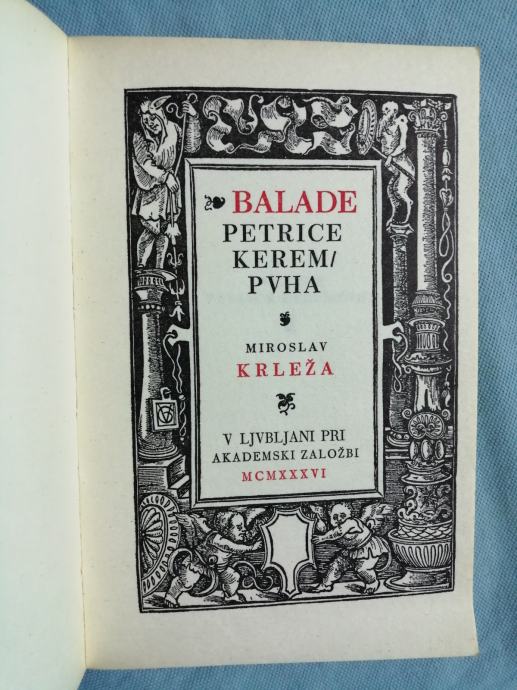 BALADE
PETRICE
KEREM/
PVHA
MIROSLAV
KRLEŽA
V LJVBLJANI PRI
AKADEMSKI ZALOŽBI
MCMXXXVI